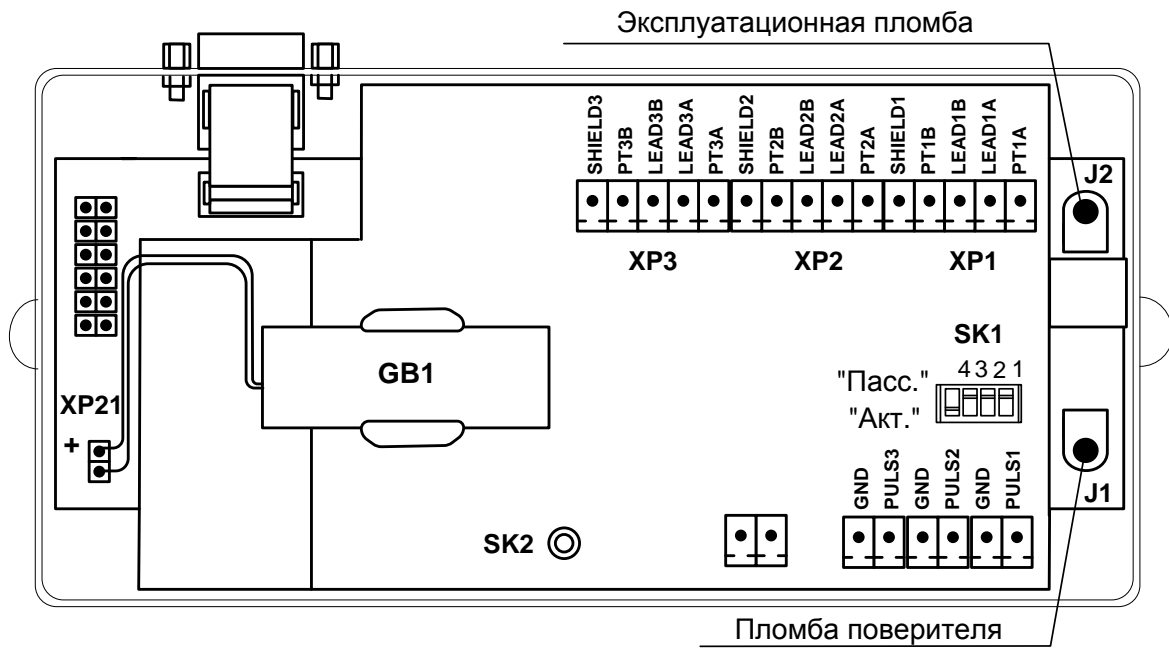 Эксплуатационная пломба
SHIELD3
PT3B
LEAD3B
LEAD3A
PT3A
SHIELD2
PT2B
LEAD2B
LEAD2A
PT2A
SHIELD1
PT1B
LEAD1B
LEAD1A
PT1A
J2
XP3
XP2
XP1
SK1
4 3 2 1
"Пасс."
"Акт."
GB1
XP21
+
GND
PULS3
GND
PULS2
GND
PULS1
J1
SK2
Пломба поверителя